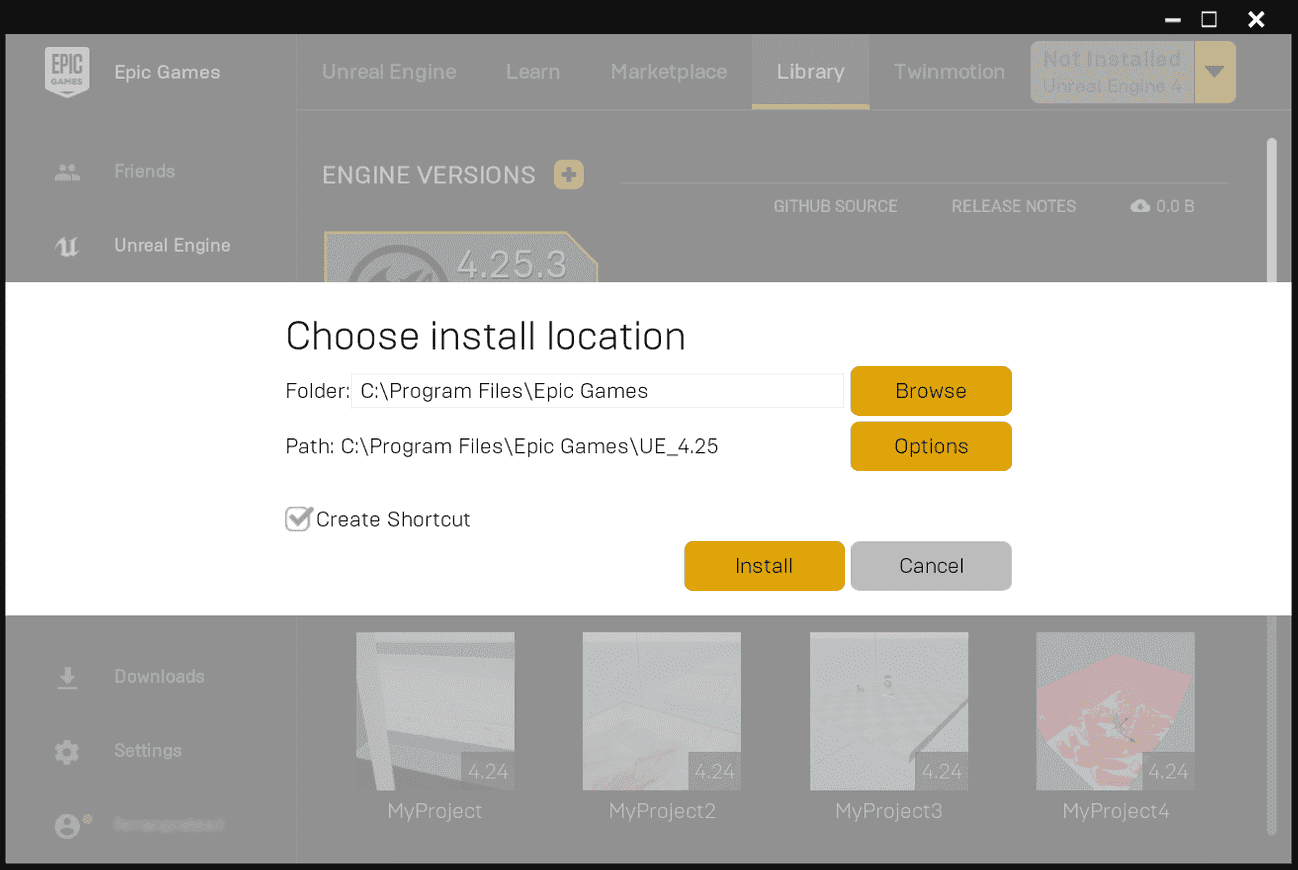 EPIC
GAMES
Epic Games
Unreal Engine
Learn
Marketplace
Library
Twinmotion
Not Installed
Unreal Engine 4
Friends
Unreal Engine
ENGINE VERSIONS
GITHUB SOURCE
RELEASE NOTES
0.0 B
4.25.3
Choose install location
Folder: C:\Program Files\Epic Games
Browse
Path: C:\Program Files\Epic Games\UE_4.25
Options
Create Shortcut
Install
Cancel
Downloads
Settings
4.24
4.24
4.24
4.24
MyProject
MyProject2
MyProject3
MyProject4